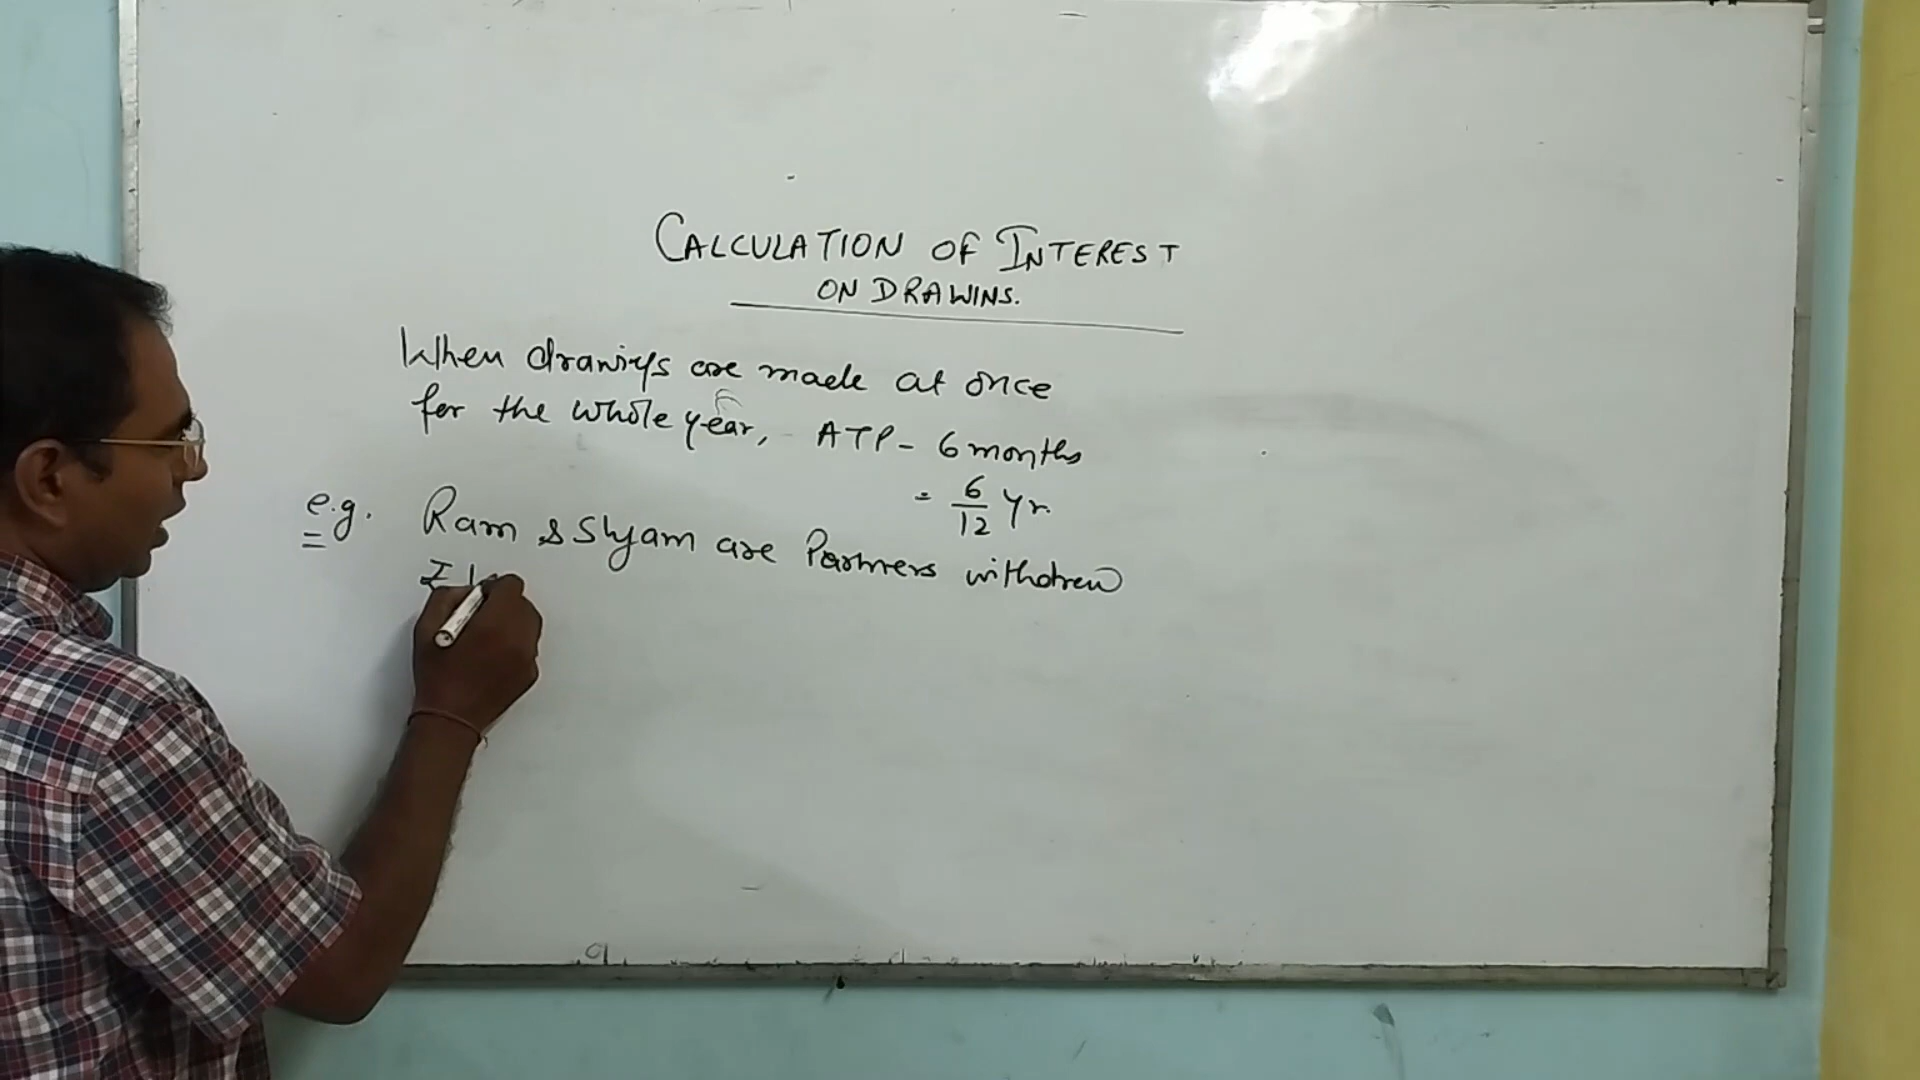 CALCULATION OF INTEREST
ON DRAWINS.
When drawings are made at once
for the whole year, ATP - 6 months
= 6/12 yr.
e.g. Ram & Shyam are Partners withdrew